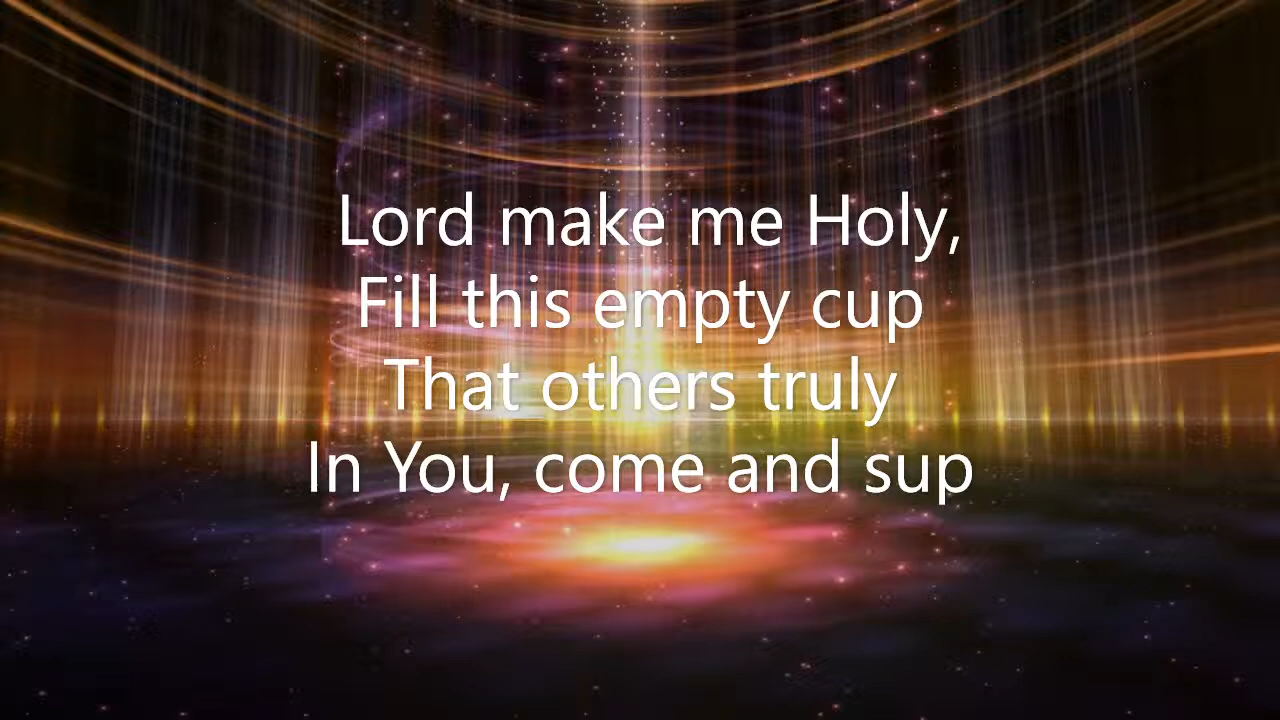 Lord make me Holy,
Fill this empty cup
That others truly
In You, come and sup